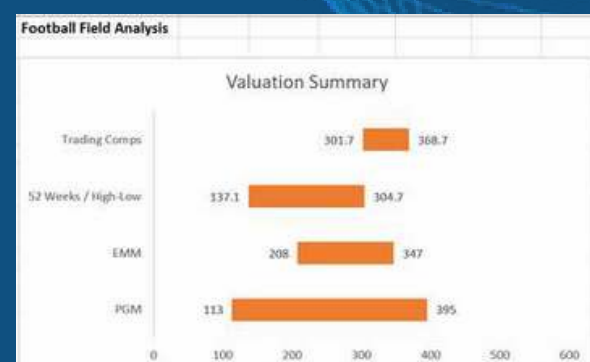 Football Field Analysis
Valuation Summary
Trading Comps 301.7 368.7
52 Weeks / High-Low 137.1 304.7
EMM 208 347
PGM 113 395
0 100 200 300 400 500 600